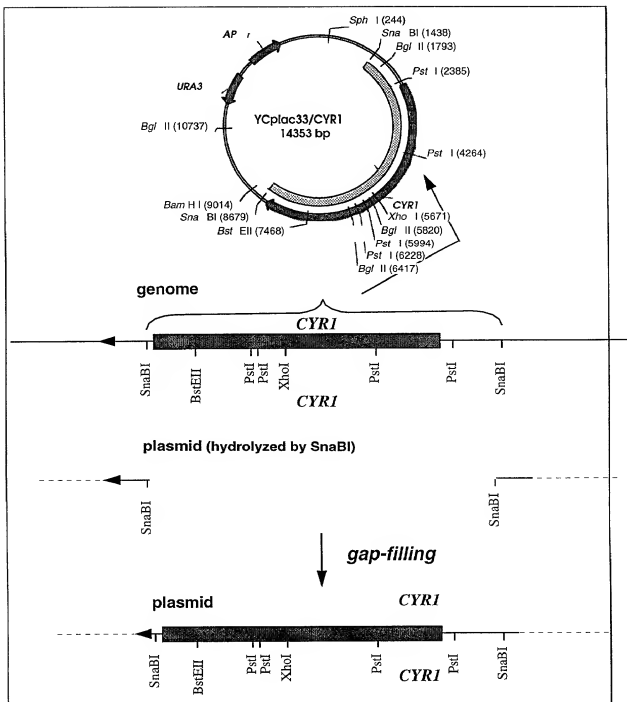 Sph I (244)
Sna BI (1438)
Bgl II (1793)
AP r
Pst I (2385)
URA3
YCplac33/CYR1
14353 bp
Bgl II (10737)
Pst I (4264)
Bam H I (9014)
Sna BI (8679)
Bst EII (7468)
CYR1
Xho I (5671)
Bgl II (5820)
Pst I (5994)
Pst I (6228)
Bgl II (6417)
genome
CYR1
SnaBI
BstEII
PstI
PstI
XhoI
PstI
PstI
SnaBI
CYR1
plasmid (hydrolyzed by SnaBI)
SnaBI
SnaBI
gap-filling
plasmid
CYR1
SnaBI
BstEII
PstI
PstI
XhoI
PstI
PstI
SnaBI
CYR1